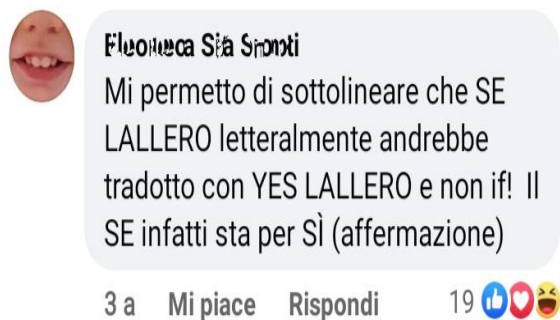 Mi permetto di sottolineare che SE
LALLERO letteralmente andrebbe
tradotto con YES LALLERO e non if! Il
SE infatti sta per SÌ (affermazione)
3 a Mi piace Rispondi 19